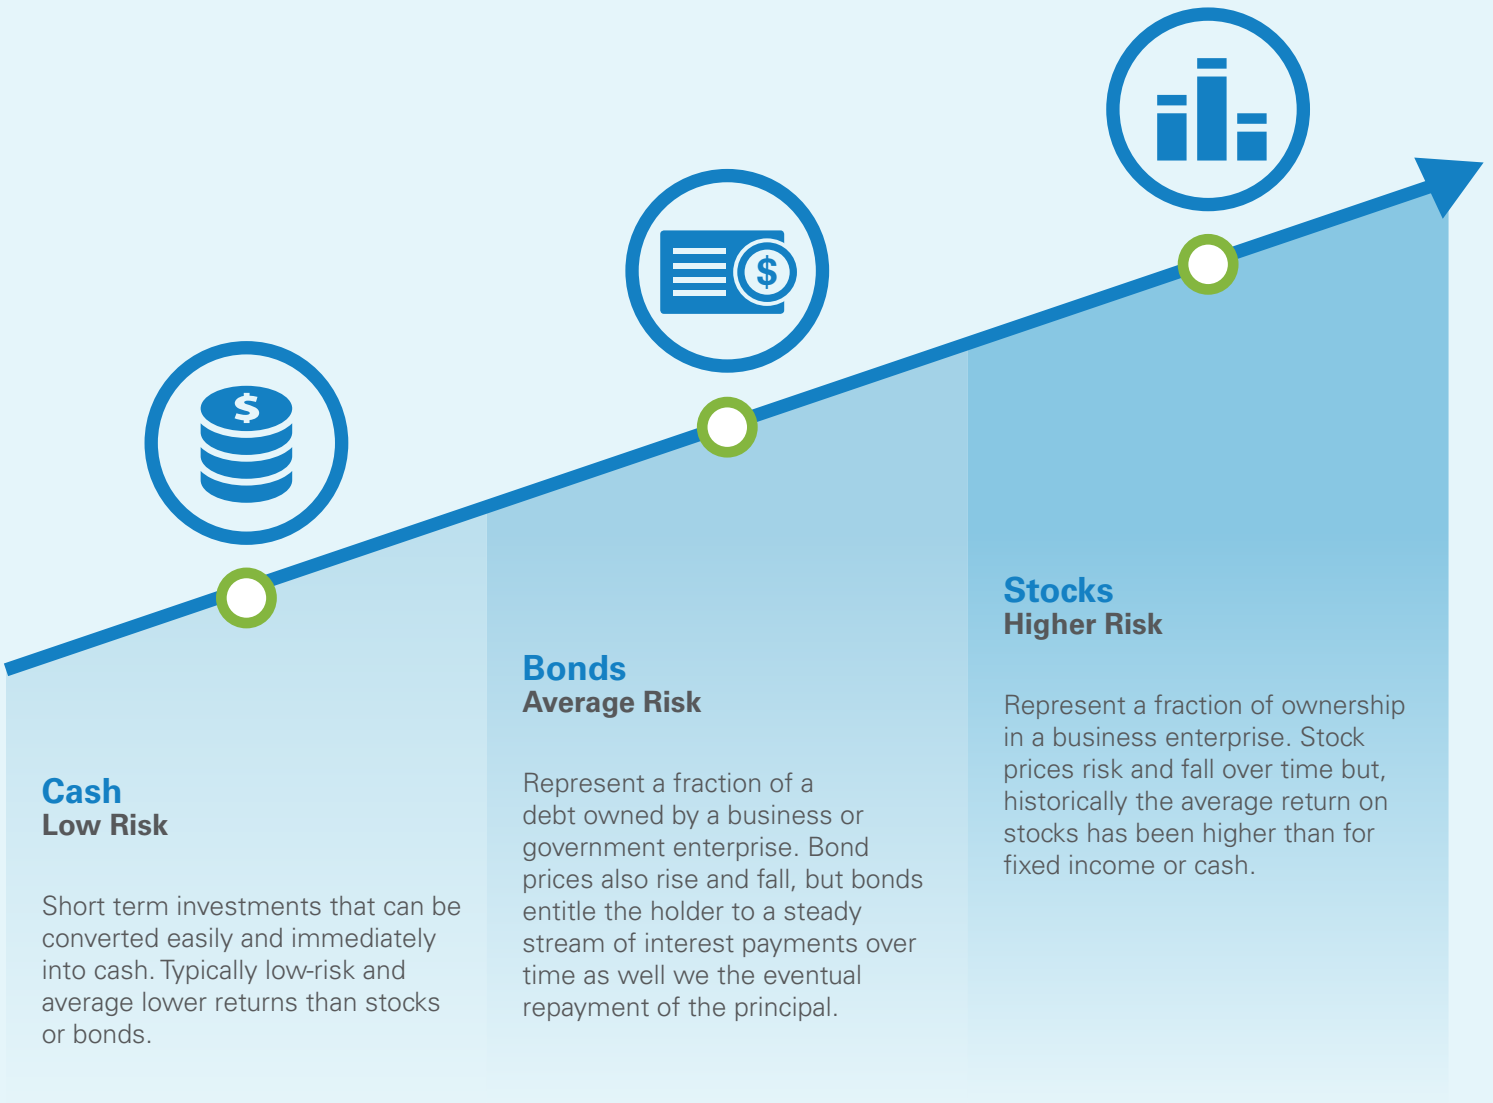 $
Cash
Low Risk
Short term investments that can be
converted easily and immediately
into cash. Typically low-risk and
average lower returns than stocks
or bonds.
$
Bonds
Average Risk
Represent a fraction of a
debt owned by a business or
government enterprise. Bond
prices also rise and fall, but bonds
entitle the holder to a steady
stream of interest payments over
time as well we the eventual
repayment of the principal.
Stocks
Higher Risk
Represent a fraction of ownership
in a business enterprise. Stock
prices risk and fall over time but,
historically the average return on
stocks has been higher than for
fixed income or cash.